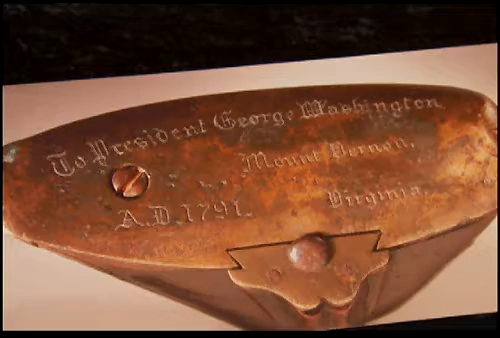 To President George Washington
Mount Vernon,
Virginia,
A.D. 1791.